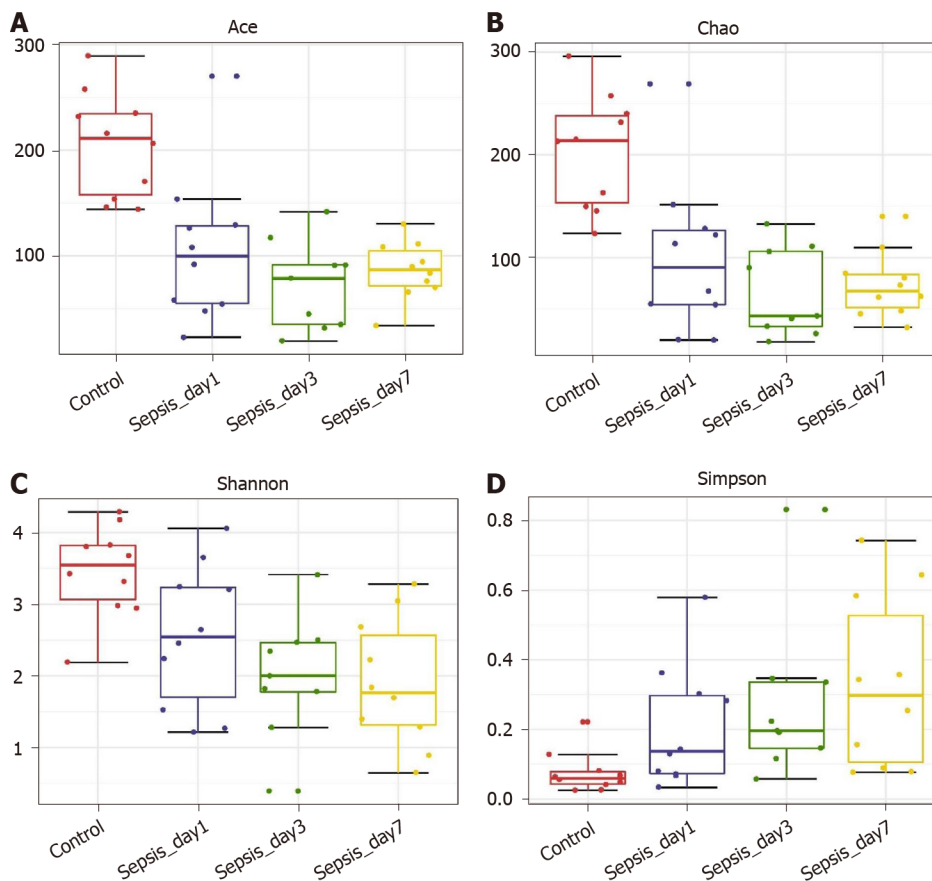 A
Ace
300
200
100
Control
Sepsis_day1
Sepsis_day3
Sepsis_day7
B
Chao
300
200
100
Control
Sepsis_day1
Sepsis_day3
Sepsis_day7
C
Shannon
4
3
2
1
Control
Sepsis_day1
Sepsis_day3
Sepsis_day7
D
Simpson
0.8
0.6
0.4
0.2
0.0
Control
Sepsis_day1
Sepsis_day3
Sepsis_day7